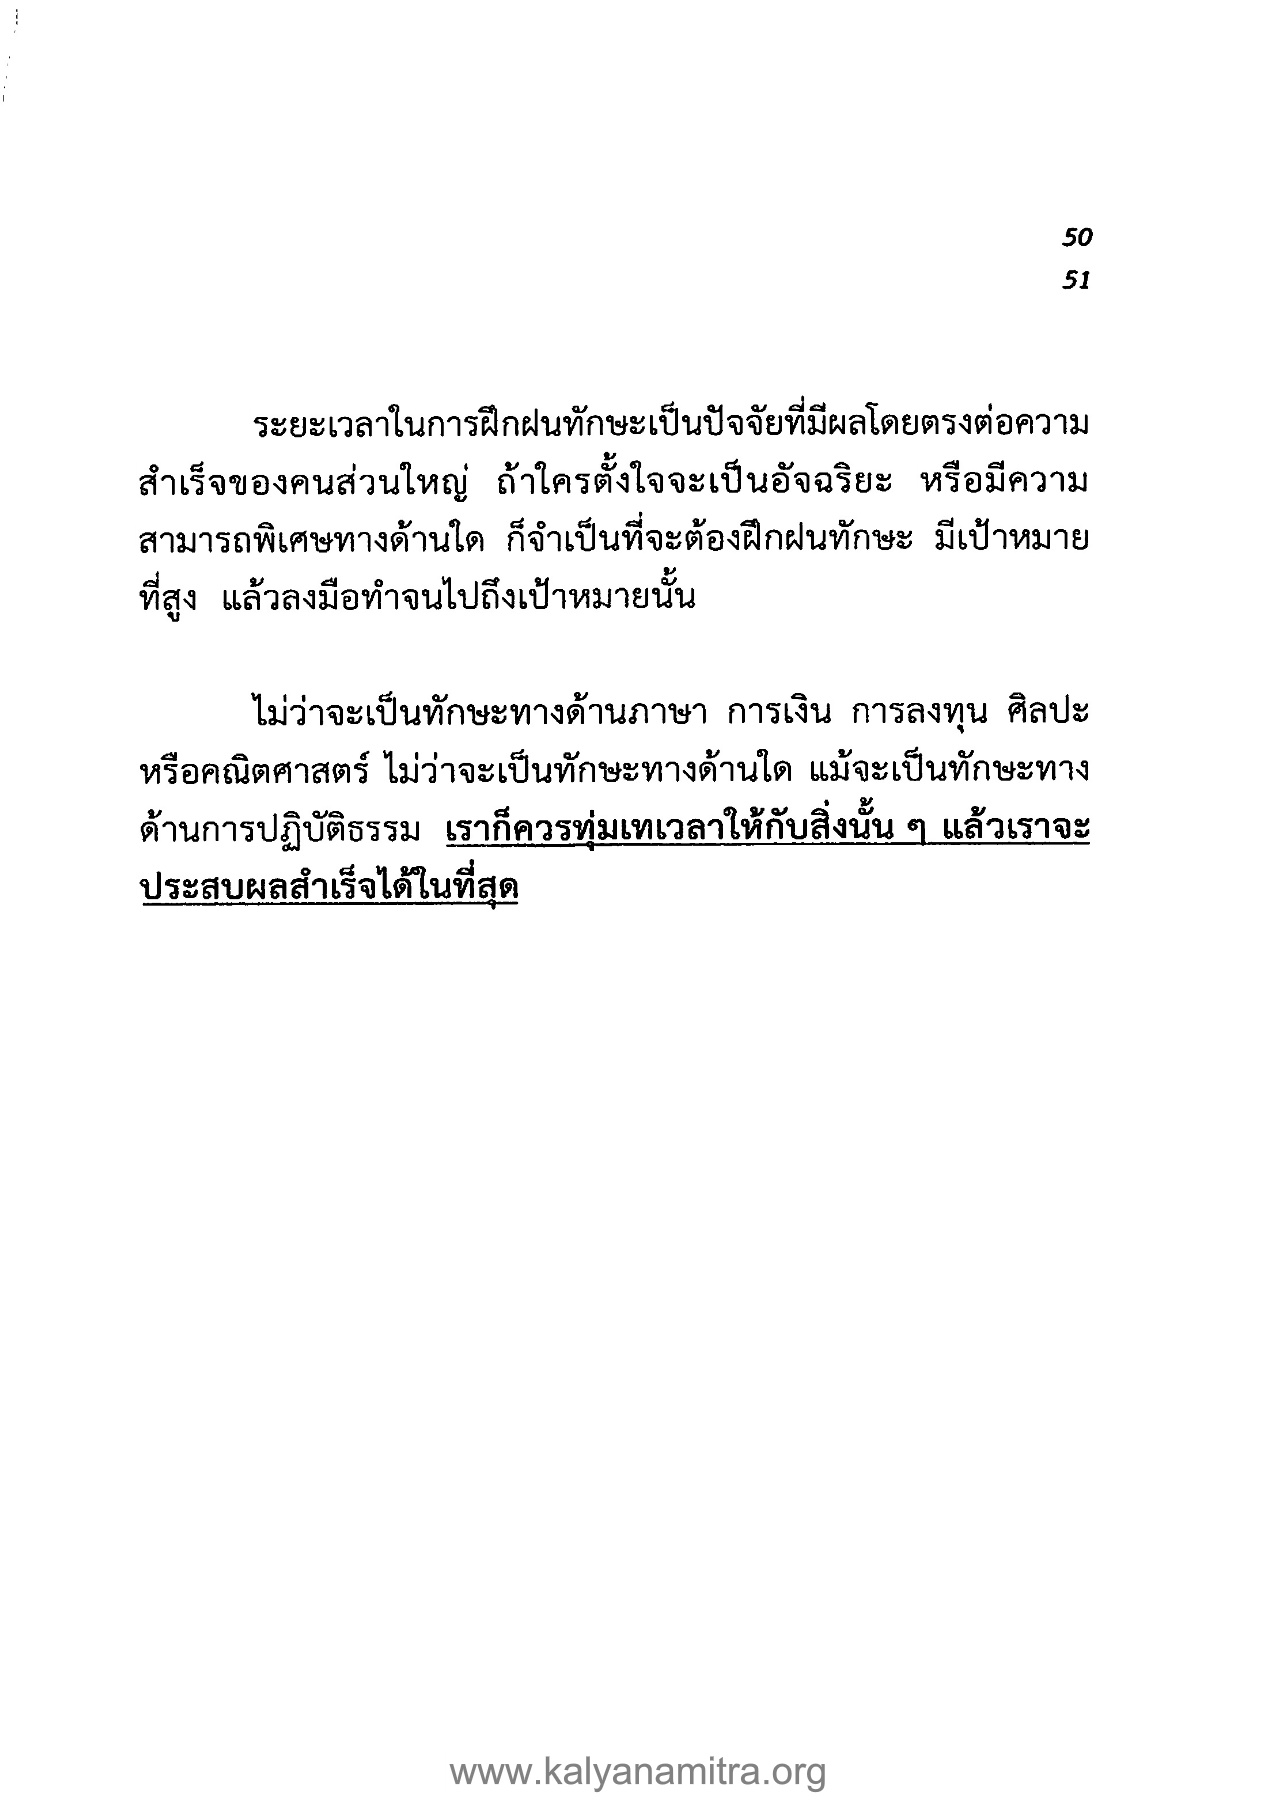 50
51
ระยะเวลาในการฝึกฝนทักษะเป็นปัจจัยที่มีผลโดยตรงต่อความ
สำเร็จของคนส่วนใหญ่ ถ้าใครตั้งใจจะเป็นอัจฉริยะ หรือมีความ
สามารถพิเศษทางด้านใด ก็จำเป็นที่จะต้องฝึกฝนทักษะ มีเป้าหมาย
ที่สูง แล้วลงมือทำจนไปถึงเป้าหมายนั้น
ไม่ว่าจะเป็นทักษะทางด้านภาษา การเงิน การลงทุน ศิลปะ
หรือคณิตศาสตร์ ไม่ว่าจะเป็นทักษะทางด้านใด แม้จะเป็นทักษะทาง
ด้านการปฏิบัติธรรม เราก็ควรทุ่มเทเวลาให้กับสิ่งนั้น ๆ แล้วเราจะ
ประสบผลสำเร็จได้ในที่สุด
www.kalyanamitra.org